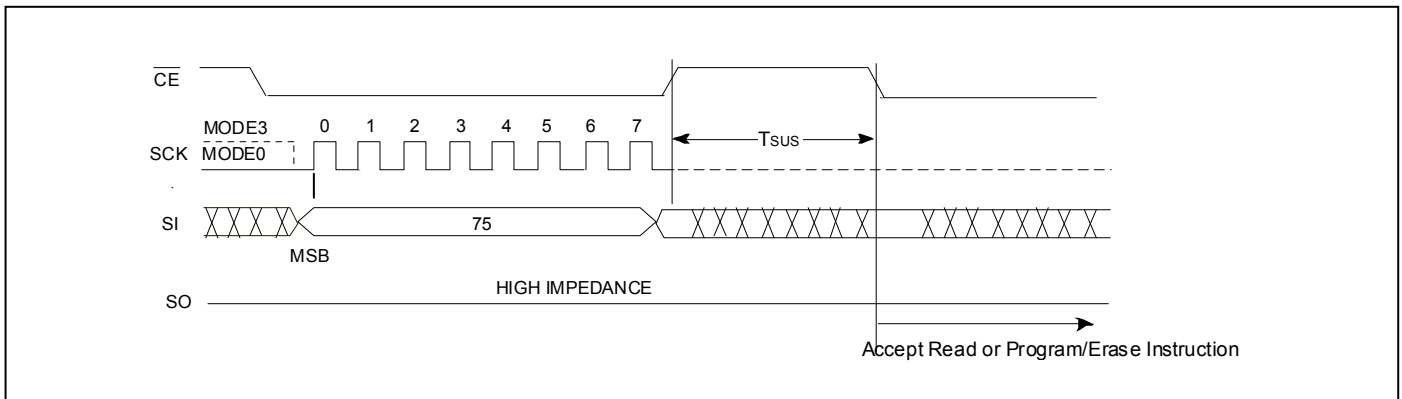 CE
MODE3
0 1 2 3 4 5 6 7
SCK
MODE0
TSUS
SI
75
MSB
SO
HIGH IMPEDANCE
Accept Read or Program/Erase Instruction